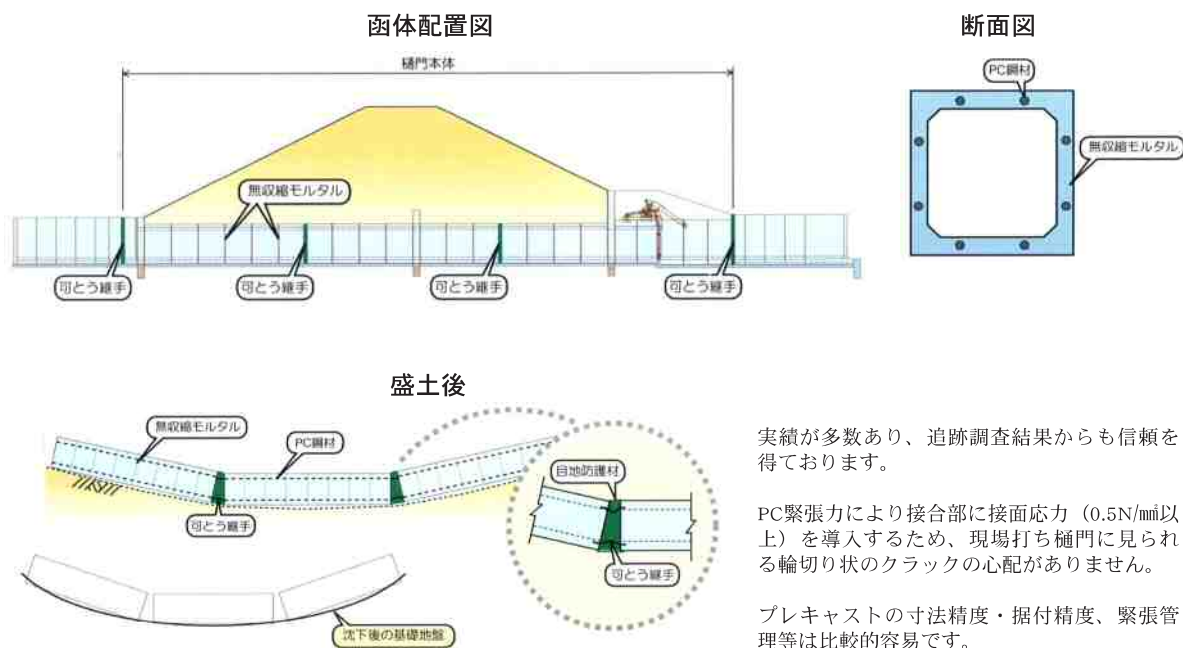 函体配置図
断面図
樋門本体
PC鋼材
無収縮モルタル
無収縮モルタル
可とう継手
可とう継手
可とう継手
可とう継手
盛土後
無収縮モルタル
PC鋼材
目地防護材
可とう継手
可とう継手
沈下後の基礎地盤
実績が多数あり、追跡調査結果からも信頼を
得ております。
PC緊張力により接合部に接面応力（0.5N/㎟以
上）を導入するため、現場打ち樋門に見られ
る輪切り状のクラックの心配がありません。
プレキャストの寸法精度・据付精度、緊張管
理等は比較的容易です。